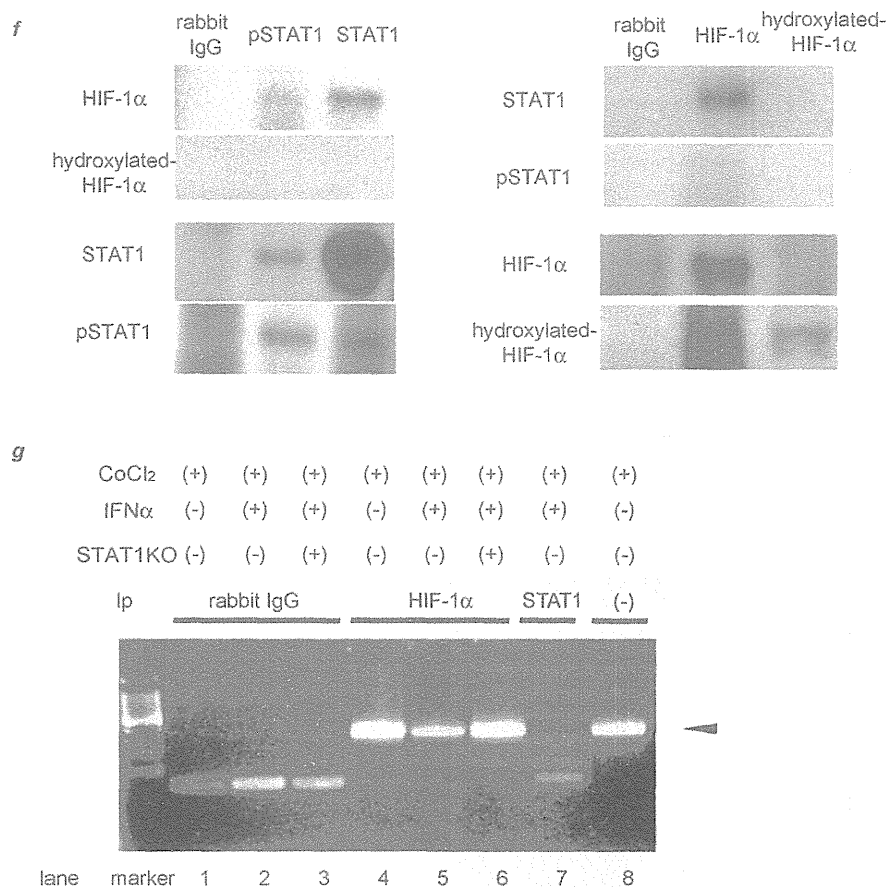 f
rabbit IgG pSTAT1 STAT1
HIF-1α
hydroxylated-
HIF-1α
STAT1
pSTAT1
rabbit IgG HIF-1α hydroxylated-HIF-1α
STAT1
pSTAT1
HIF-1α
hydroxylated-
HIF-1α
g
CoCl₂ (+) (+) (+) (+) (+) (+) (+) (+)
IFNα (-) (+) (+) (-) (+) (+) (+) (-)
STAT1KO (-) (-) (+) (-) (-) (+) (-) (-)
Ip rabbit IgG HIF-1α STAT1 (-)
lane marker 1 2 3 4 5 6 7 8